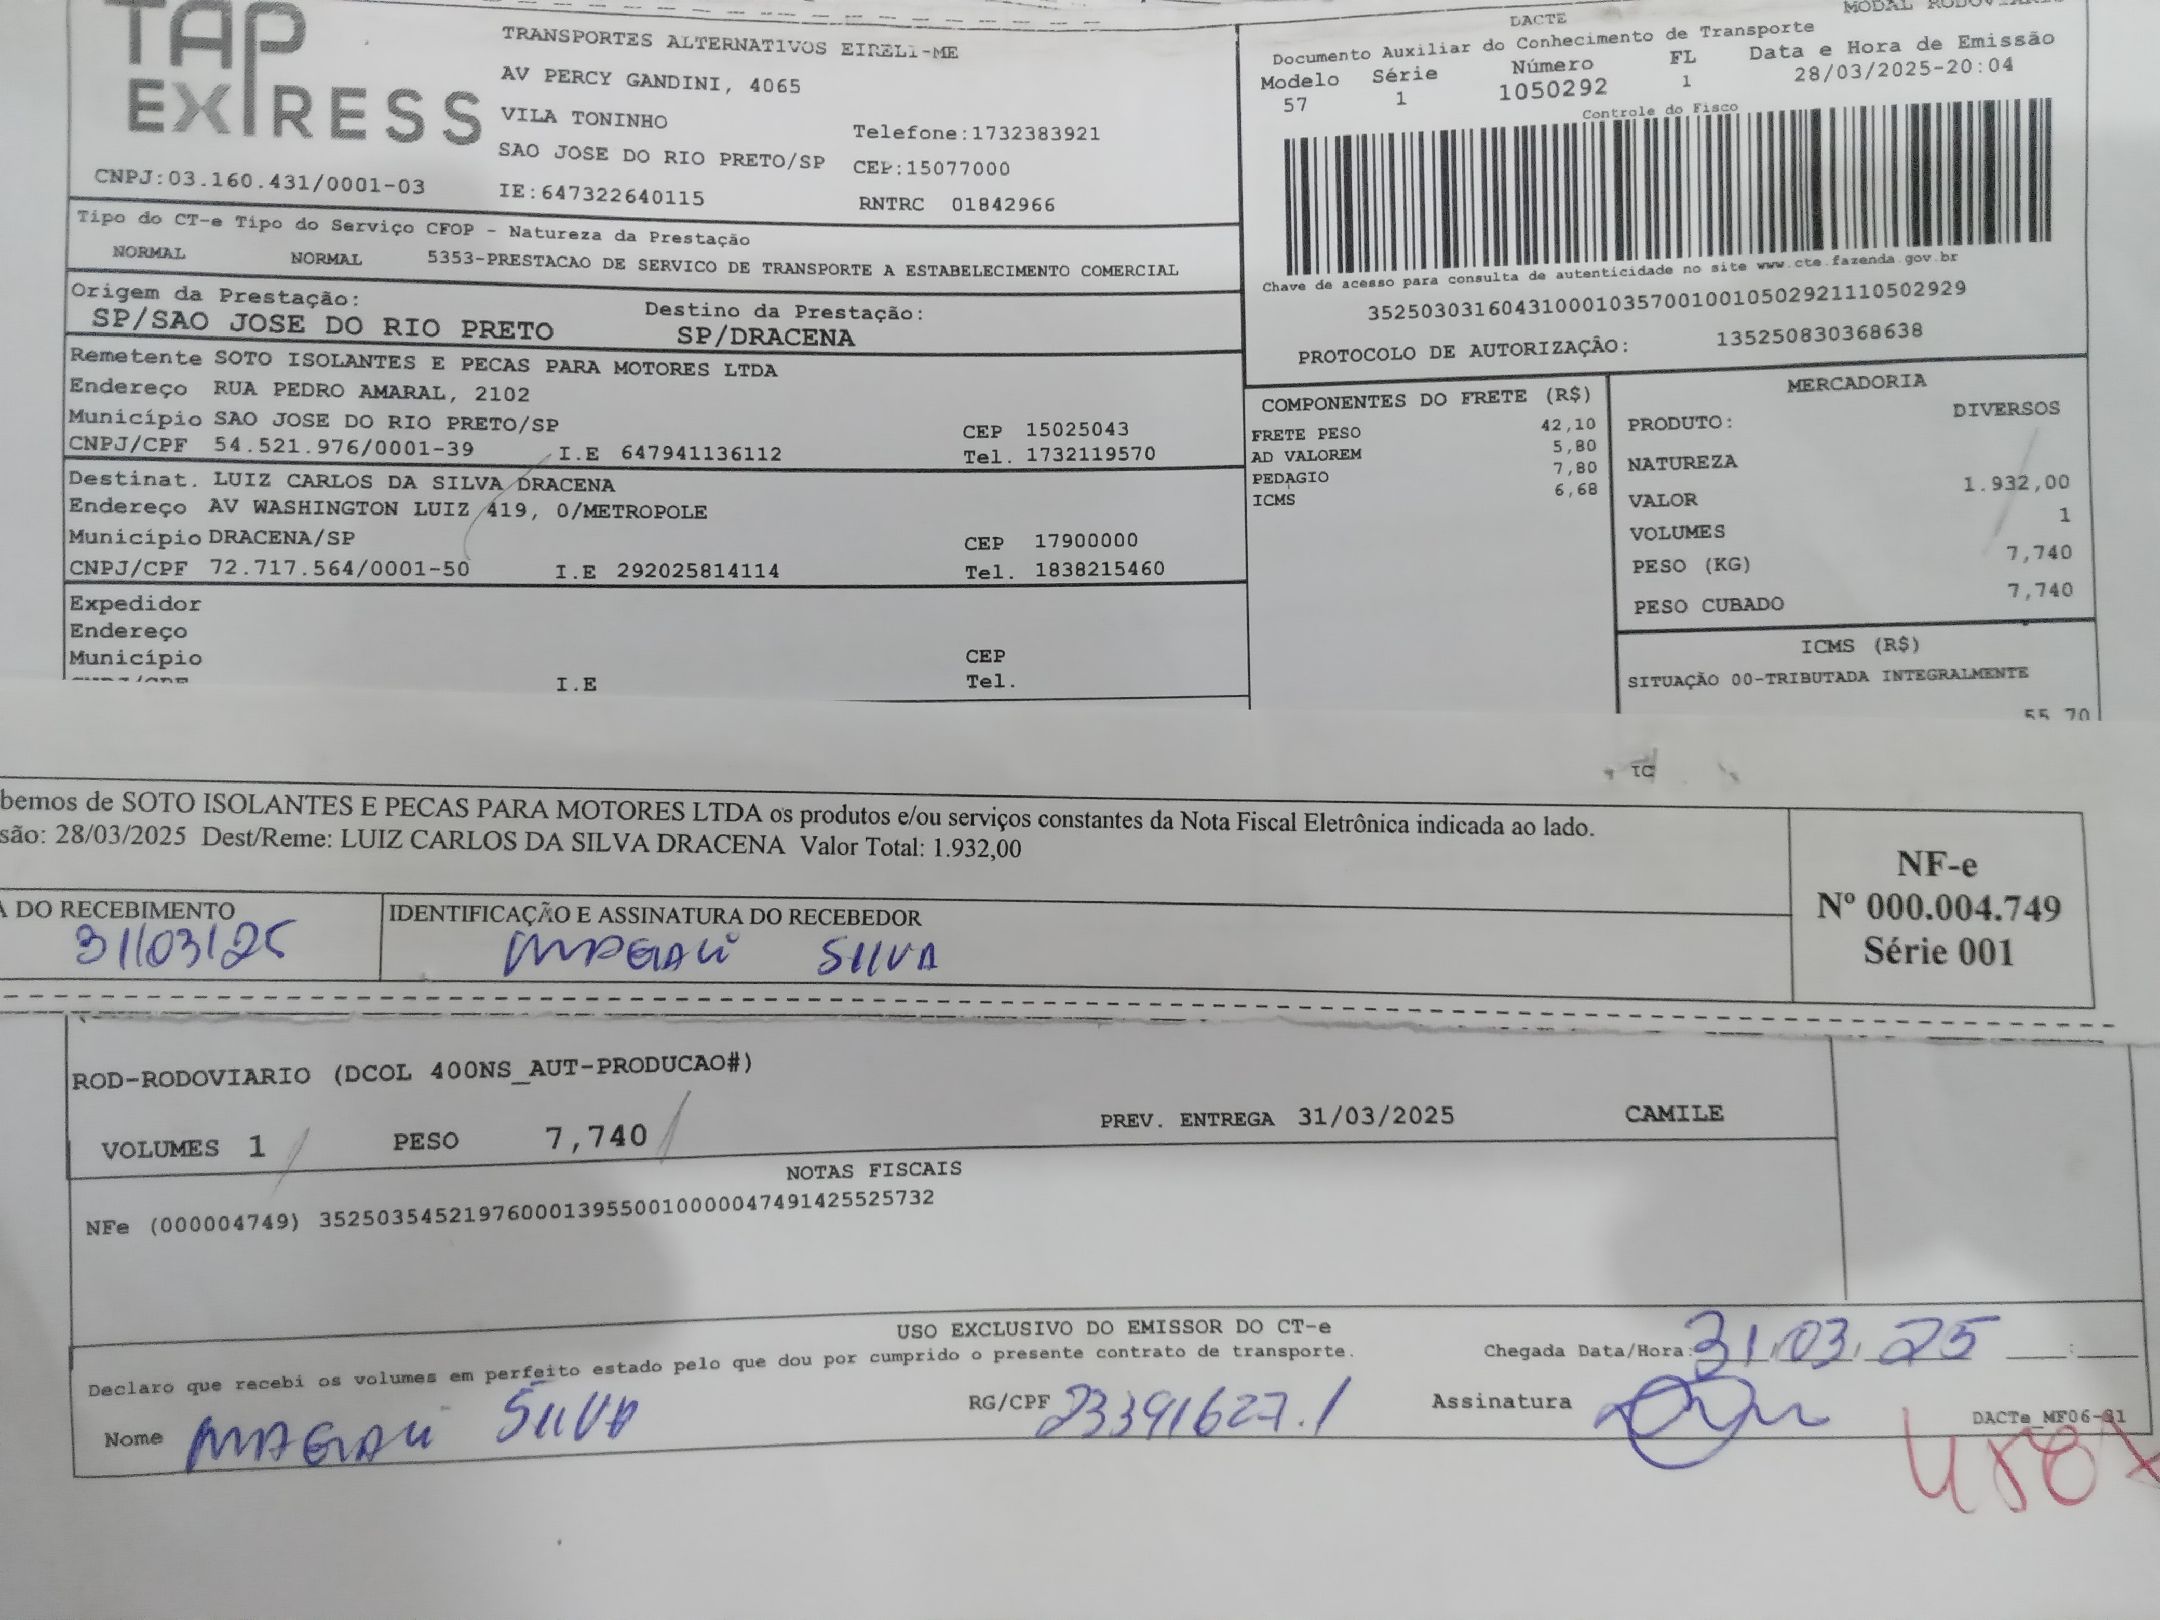 TAP
EXPRESS
TRANSPORTES ALTERNATIVOS EIRELI-ME
AV PERCY GANDINI, 4065
VILA TONINHO
Telefone:1732383921
SAO JOSE DO RIO PRETO/SP CEP:15077000
CNPJ:03.160.431/0001-03 IE:647322640115 RNTRC 01842966
MODAL
DACTE
Documento Auxiliar do Conhecimento de Transporte
Modelo Série Número FL Data e Hora de Emissão
57 1 1050292 1 28/03/2025-20:04
Controle do Fisco
Chave de acesso para consulta de autenticidade no site www.cte.fazenda.gov.br
35250303160431000103570010010502921110502929
PROTOCOLO DE AUTORIZAÇÃO: 135250830368638
Tipo do CT-e Tipo do Serviço CFOP - Natureza da Prestação
NORMAL NORMAL 5353-PRESTACAO DE SERVICO DE TRANSPORTE A ESTABELECIMENTO COMERCIAL
Origem da Prestação: Destino da Prestação:
SP/SAO JOSE DO RIO PRETO SP/DRACENA
Remetente SOTO ISOLANTES E PECAS PARA MOTORES LTDA
Endereço RUA PEDRO AMARAL, 2102
Município SAO JOSE DO RIO PRETO/SP CEP 15025043
CNPJ/CPF 54.521.976/0001-39 I.E 647941136112 Tel. 1732119570
Destinat. LUIZ CARLOS DA SILVA DRACENA
Endereço AV WASHINGTON LUIZ 419, 0/METROPOLE
Município DRACENA/SP CEP 17900000
CNPJ/CPF 72.717.564/0001-50 I.E 292025814114 Tel. 1838215460
Expedidor
Endereço
Município CEP
I.E Tel.
COMPONENTES DO FRETE (R$)
FRETE PESO 42,10
AD VALOREM 5,80
PEDAGIO 7,80
ICMS 6,68
MERCADORIA
PRODUTO: DIVERSOS
NATUREZA
VALOR 1.932,00
VOLUMES 1
PESO (KG) 7,740
PESO CUBADO 7,740
ICMS (R$)
SITUAÇÃO 00-TRIBUTADA INTEGRALMENTE
55,70
bemos de SOTO ISOLANTES E PECAS PARA MOTORES LTDA os produtos e/ou serviços constantes da Nota Fiscal Eletrônica indicada ao lado.
são: 28/03/2025 Dest/Reme: LUIZ CARLOS DA SILVA DRACENA Valor Total: 1.932,00
NF-e
Nº 000.004.749
Série 001
A DO RECEBIMENTO IDENTIFICAÇÃO E ASSINATURA DO RECEBEDOR
31/03/25 MAGALI SILVA
ROD-RODOVIARIO (DCOL 400NS_AUT-PRODUCAO#)
VOLUMES 1 PESO 7,740 PREV. ENTREGA 31/03/2025 CAMILE
NOTAS FISCAIS
NFe (000004749) 35250354521976000139550010000047491425525732
USO EXCLUSIVO DO EMISSOR DO CT-e
Declaro que recebi os volumes em perfeito estado pelo que dou por cumprido o presente contrato de transporte. Chegada Data/Hora: 31 03 25 :
Nome MAGALI SILVA RG/CPF 23391627.1 Assinatura
DACTe_MF06-01